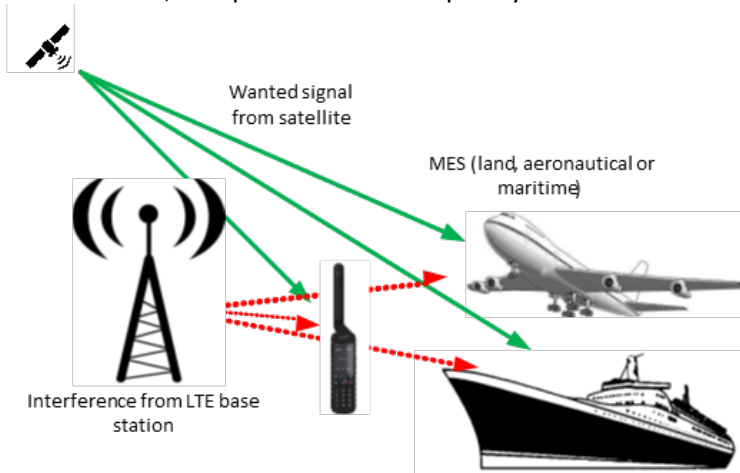 Wanted signal
from satellite
MES (land, aeronautical or
maritime)
Interference from LTE base
station